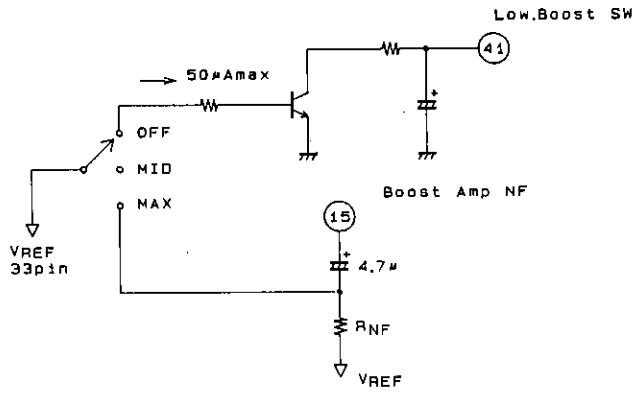 Low.Boost SW
41
50μAmax
+
OFF
MID
MAX
VREF
33pin
Boost Amp NF
15
+
4.7μ
RNF
VREF